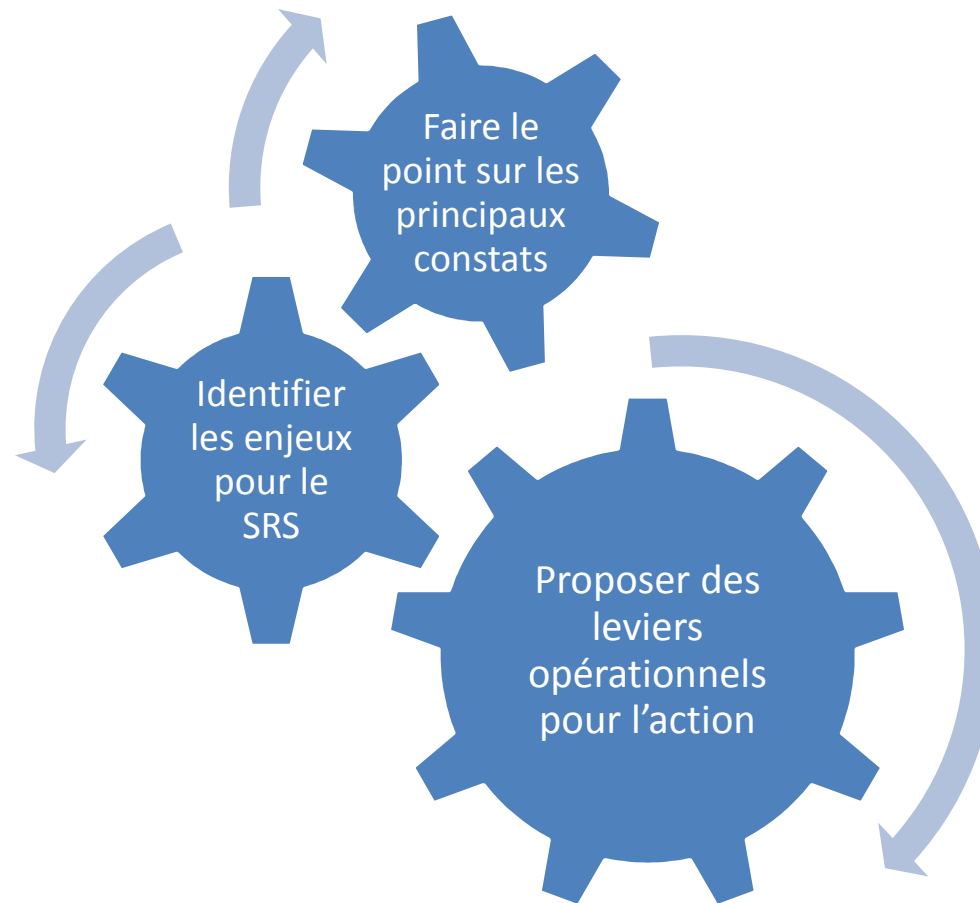 Faire le
point sur les
principaux
constats
Identifier
les enjeux
pour le
SRS
Proposer des
leviers
opérationnels
pour l’action